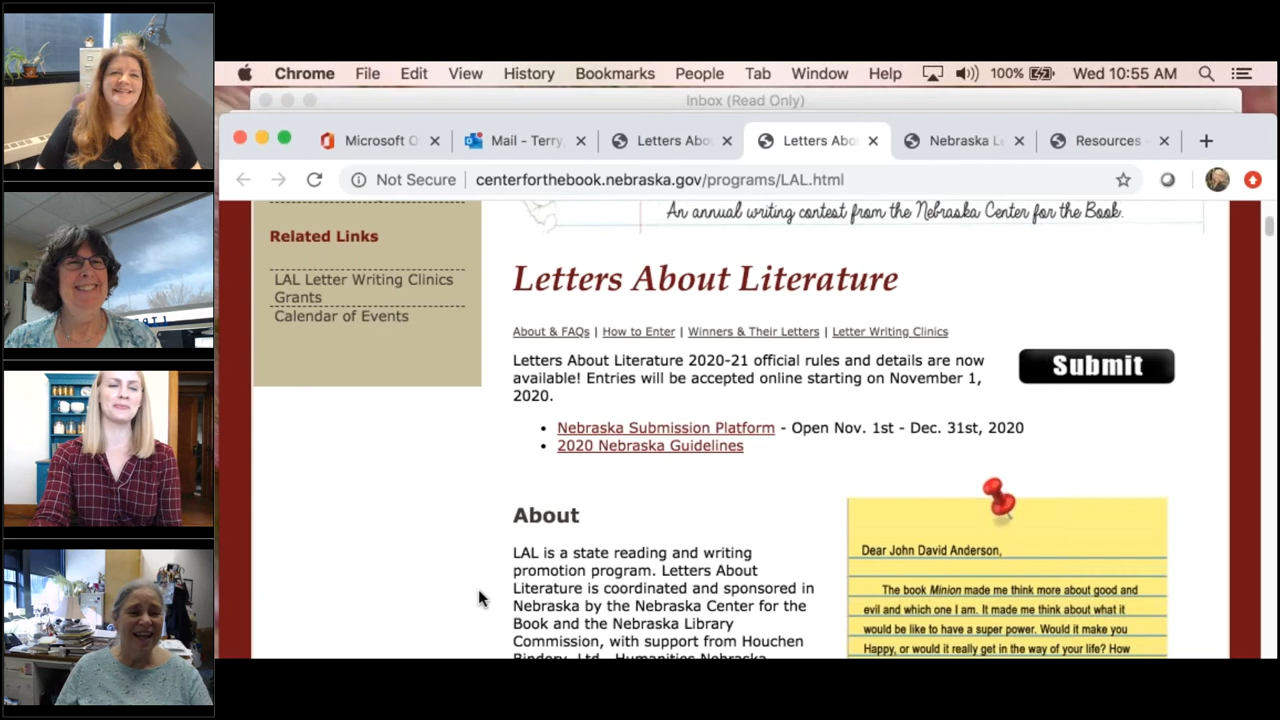 Chrome File Edit View History Bookmarks People Tab Window Help 100% Wed 10:55 AM
Inbox (Read Only)
Microsoft O Mail - Terry, Letters Abo Letters Abo Nebraska Le Resources -
Not Secure centerforthebook.nebraska.gov/programs/LAL.html
An annual writing contest from the Nebraska Center for the Book.
Related Links
LAL Letter Writing Clinics
Grants
Calendar of Events
Letters About Literature
About & FAQs | How to Enter | Winners & Their Letters | Letter Writing Clinics
Letters About Literature 2020-21 official rules and details are now
available! Entries will be accepted online starting on November 1,
2020.
Submit
• Nebraska Submission Platform - Open Nov. 1st - Dec. 31st, 2020
• 2020 Nebraska Guidelines
About
LAL is a state reading and writing
promotion program. Letters About
Literature is coordinated and sponsored in
Nebraska by the Nebraska Center for the
Book and the Nebraska Library
Commission, with support from Houchen
Bindery, Ltd., Humanities Nebraska,
Dear John David Anderson,
The book Minion made me think more about good and
evil and which one I am. It made me think about what it
would be like to have a super power. Would it make you
Happy, or would it really get in the way of your life? How